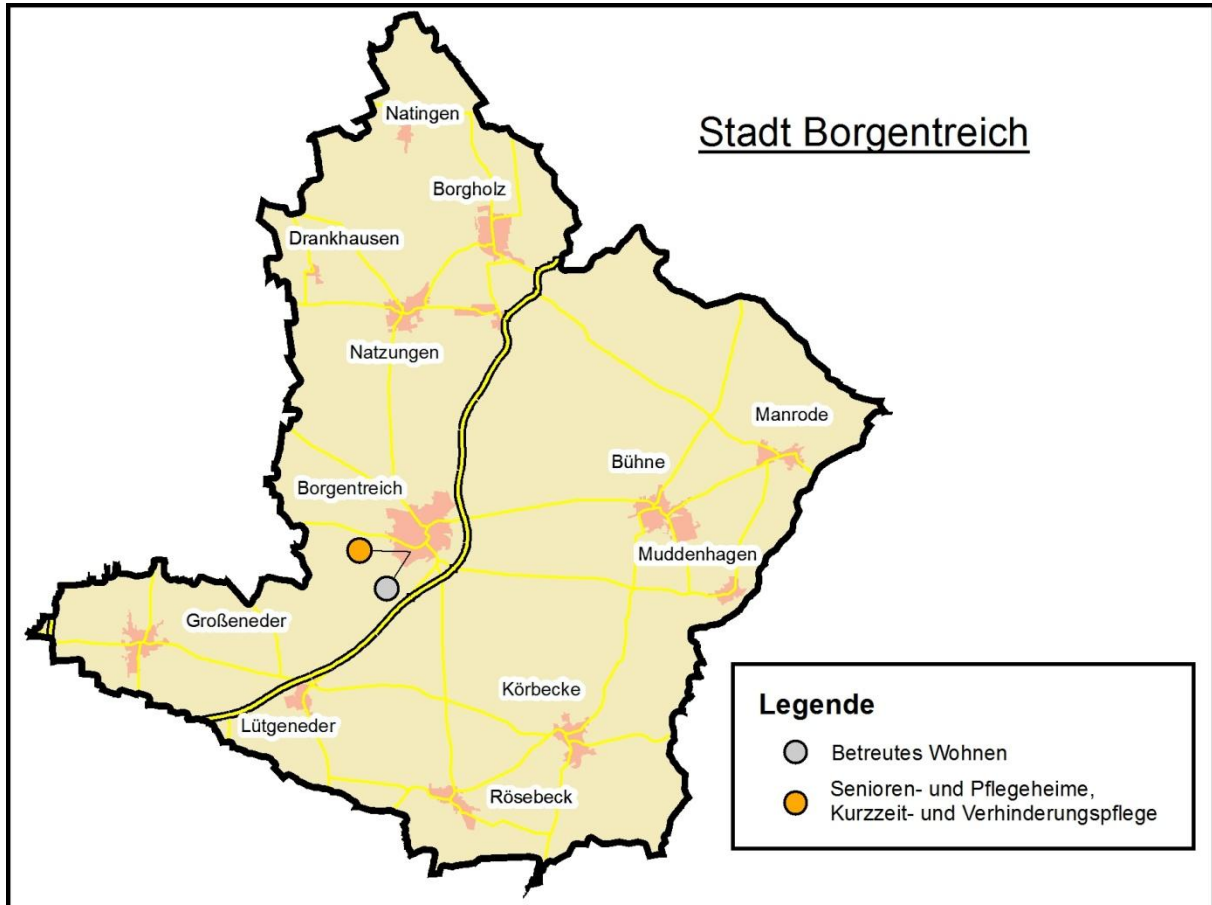 Stadt Borgentreich
Natingen
Borgholz
Drankhausen
Natzungen
Manrode
Bühne
Borgentreich
Muddenhagen
Großeneder
Körbecke
Lütgeneder
Rösebeck
Legende
Betreutes Wohnen
Senioren- und Pflegeheime,
Kurzzeit- und Verhinderungspflege